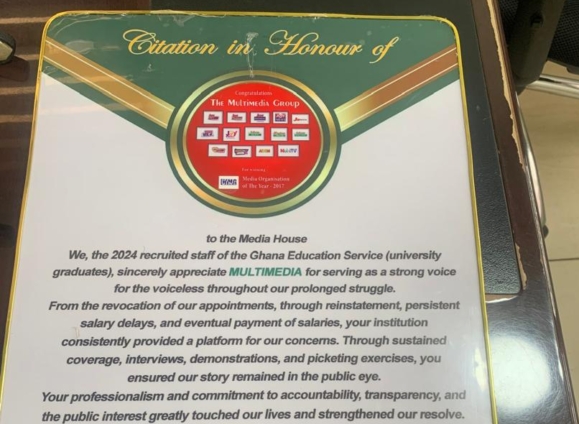 Citation in Honour of
Congratulations
THE MULTIMEDIA GROUP
Media Organisation
of The Year - 2017
to the Media House
We, the 2024 recruited staff of the Ghana Education Service (university
graduates), sincerely appreciate MULTIMEDIA for serving as a strong voice
for the voiceless throughout our prolonged struggle.
From the revocation of our appointments, through reinstatement, persistent
salary delays, and eventual payment of salaries, your institution
consistently provided a platform for our concerns. Through sustained
coverage, interviews, demonstrations, and picketing exercises, you
ensured our story remained in the public eye.
Your professionalism and commitment to accountability, transparency, and
the public interest greatly touched our lives and strengthened our resolve.